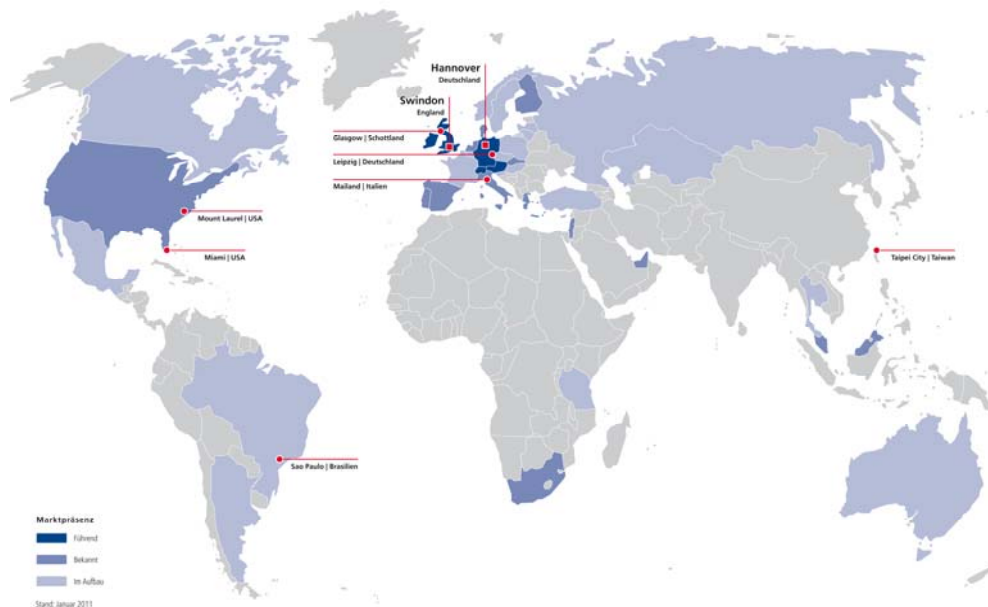 Hannover
Deutschland
Swindon
England
Glasgow | Schottland
Leipzig | Deutschland
Mailand | Italien
Mount Laurel | USA
Miami | USA
Taipei City | Taiwan
Sao Paulo | Brasilien
Marktpräsenz
Führend
Bekannt
Im Aufbau
Stand: Januar 2011